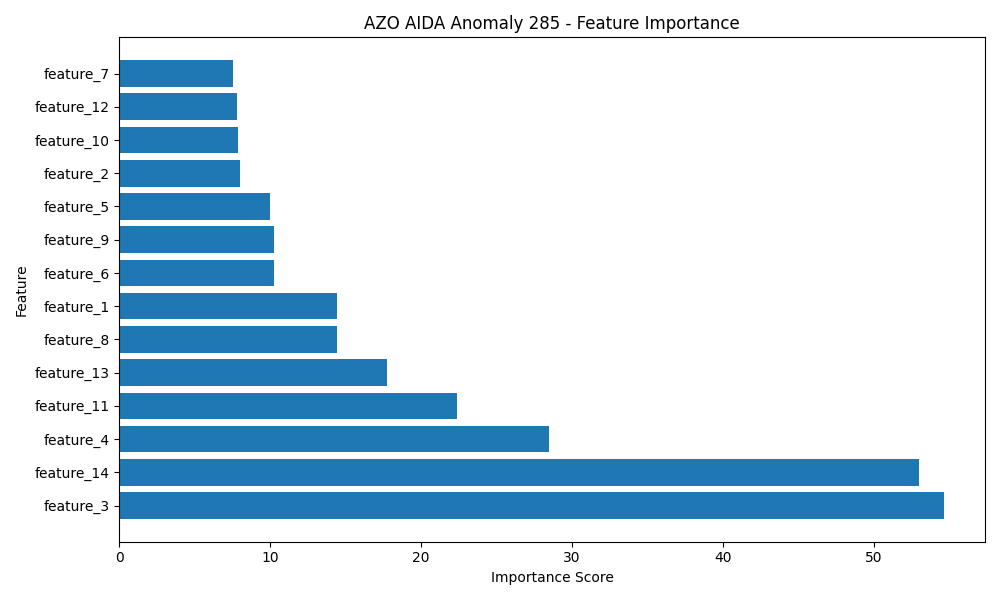 AZO AIDA Anomaly 285 - Feature Importance
feature_7
feature_12
feature_10
feature_2
feature_5
feature_9
feature_6
feature_1
feature_8
feature_13
feature_11
feature_4
feature_14
feature_3
Feature
0 10 20 30 40 50
Importance Score